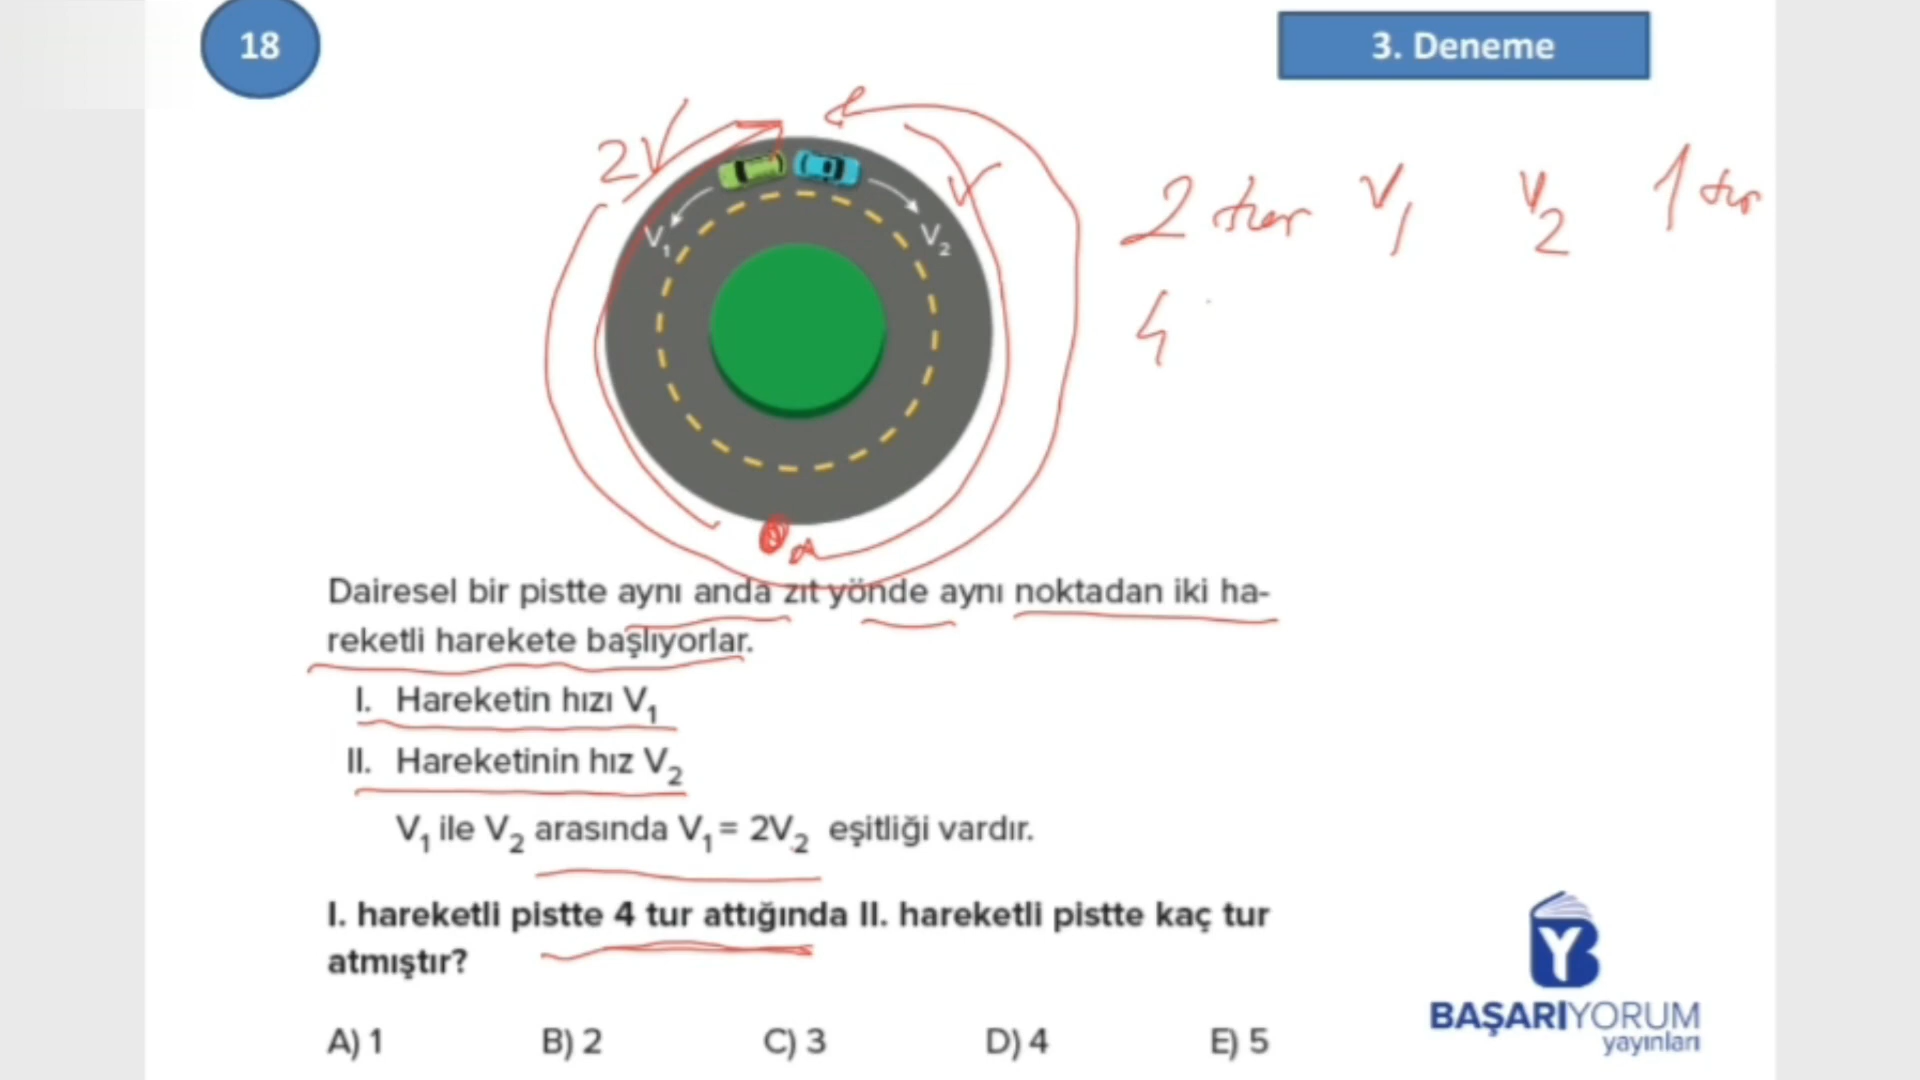 18
3. Deneme
2V
V
V₁
V₂
2 tur V₁ V₂ 1 tur
4
Dairesel bir pistte aynı anda zıt yönde aynı noktadan iki ha-
reketli harekete başlıyorlar.
I. Hareketin hızı V₁
II. Hareketinin hız V₂
V₁ ile V₂ arasında V₁ = 2V₂ eşitliği vardır.
I. hareketli pistte 4 tur attığında II. hareketli pistte kaç tur
atmıştır?
A) 1 B) 2 C) 3 D) 4 E) 5
BAŞARIYORUM
yayınları